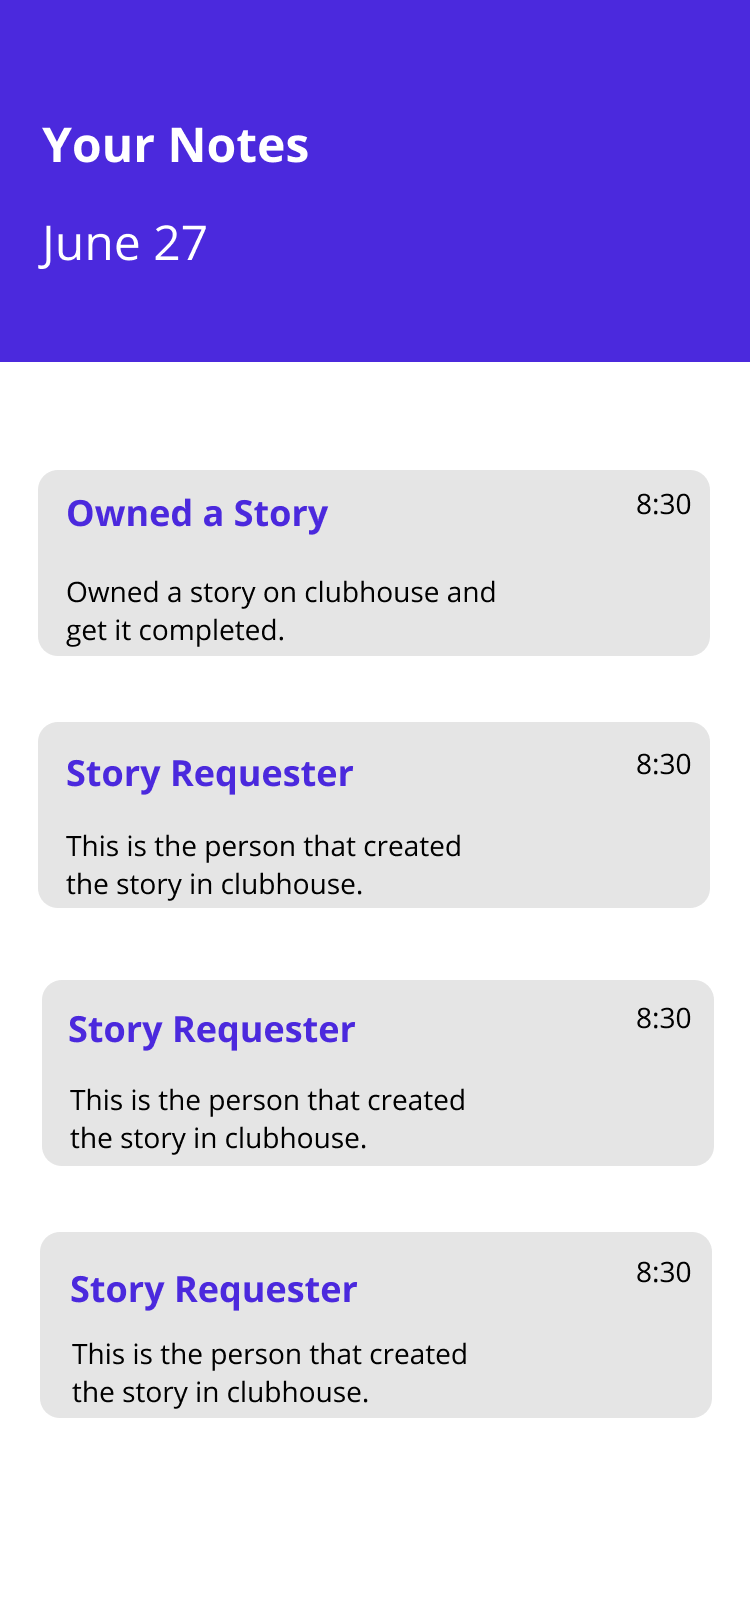 Your Notes
June 27
Owned a Story
8:30
Owned a story on clubhouse and
get it completed.
Story Requester
8:30
This is the person that created
the story in clubhouse.
Story Requester
8:30
This is the person that created
the story in clubhouse.
Story Requester
8:30
This is the person that created
the story in clubhouse.